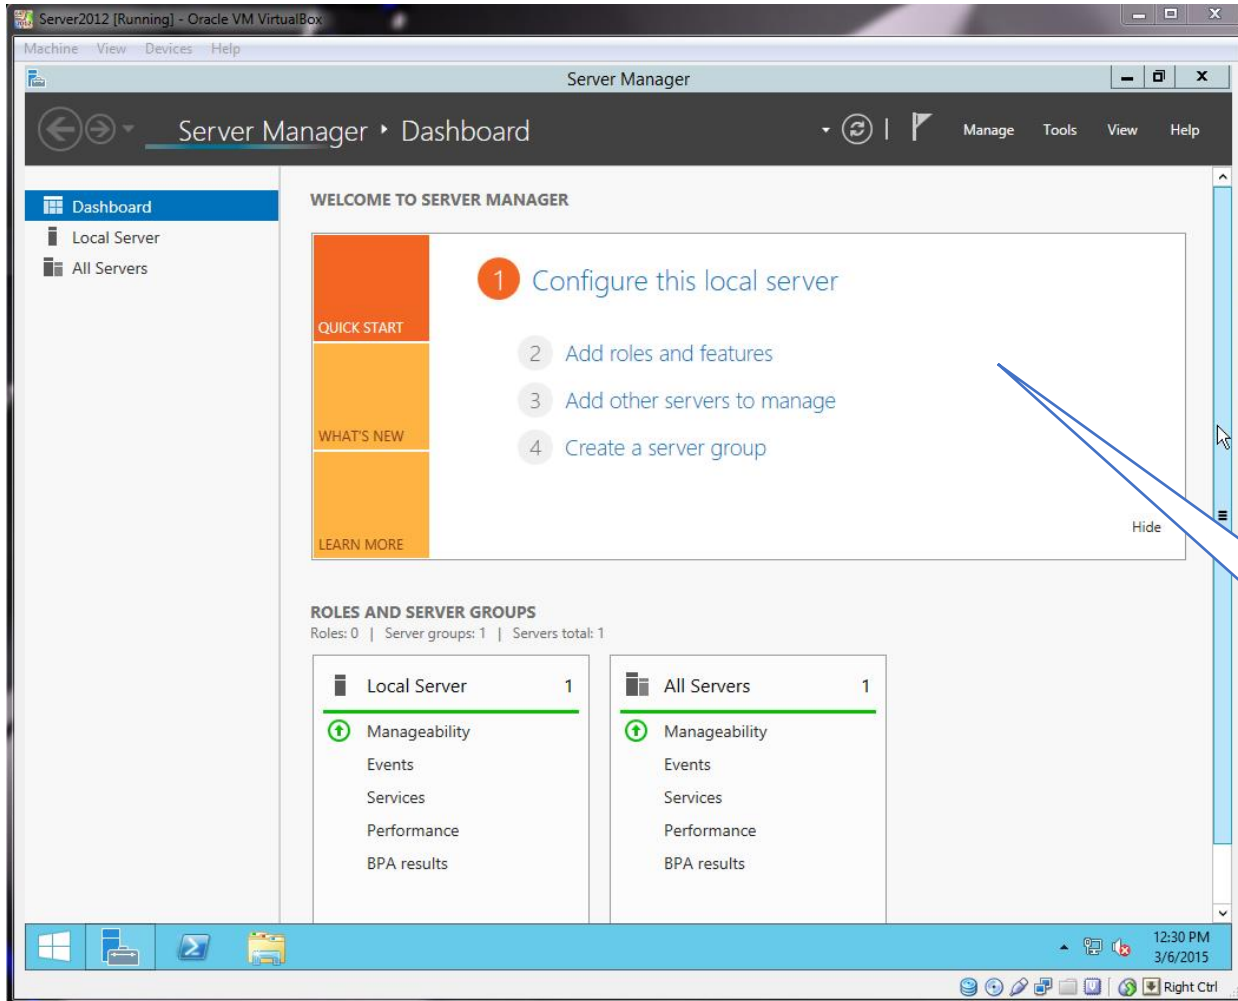 Server2012 [Running] - Oracle VM VirtualBox
Machine View Devices Help
Server Manager
Server Manager ‣ Dashboard
Manage Tools View Help
Dashboard
Local Server
All Servers
WELCOME TO SERVER MANAGER
QUICK START
WHAT'S NEW
LEARN MORE
1 Configure this local server
2 Add roles and features
3 Add other servers to manage
4 Create a server group
Hide
ROLES AND SERVER GROUPS
Roles: 0 | Server groups: 1 | Servers total: 1
Local Server 1
Manageability
Events
Services
Performance
BPA results
All Servers 1
Manageability
Events
Services
Performance
BPA results
12:30 PM
3/6/2015
Right Ctrl